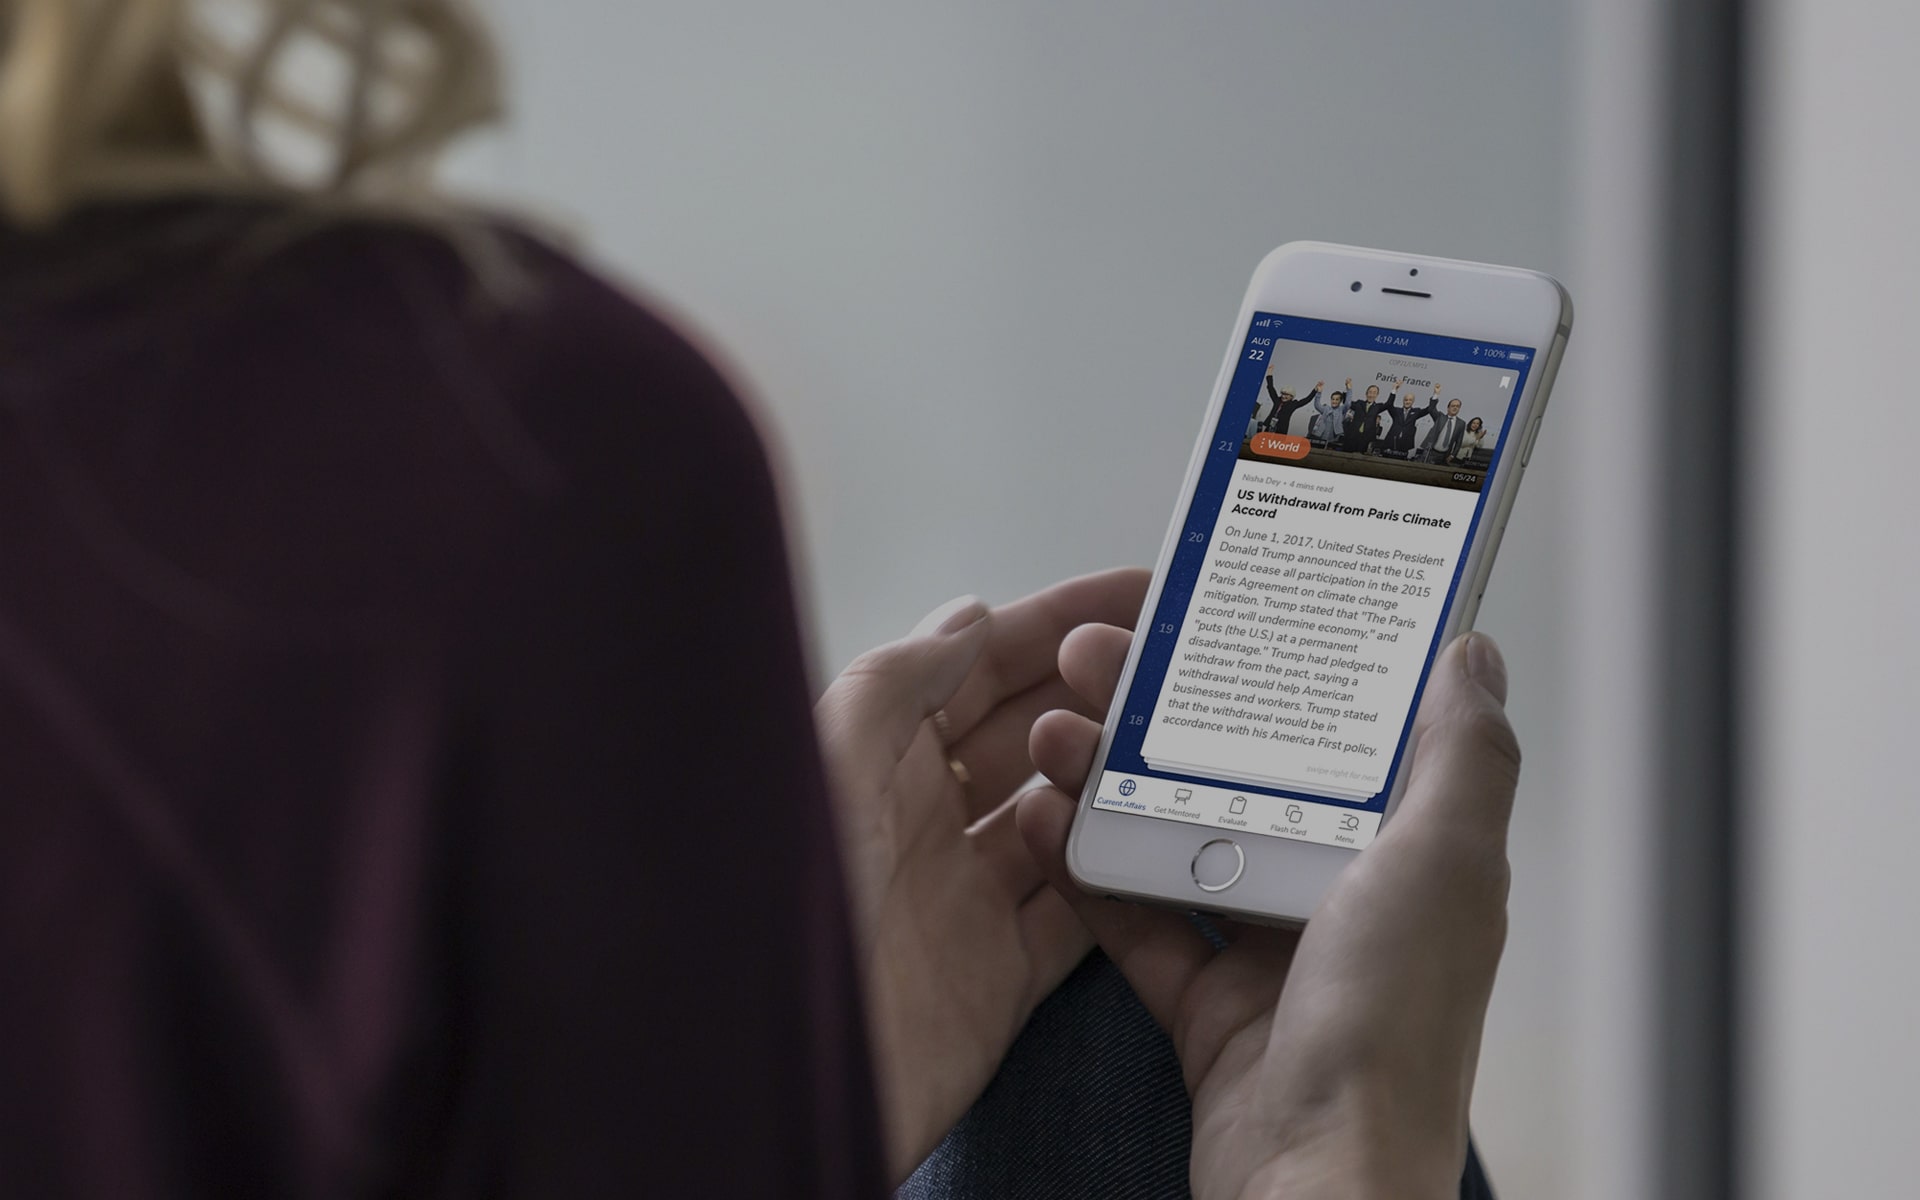 4:19 AM
100%
AUG
22
COP21/CMP11
Paris, France
World
05/24
21
20
19
18
Nisha Dey • 4 mins read
US Withdrawal from Paris Climate
Accord
On June 1, 2017, United States President
Donald Trump announced that the U.S.
would cease all participation in the 2015
Paris Agreement on climate change
mitigation. Trump stated that "The Paris
accord will undermine economy," and
"puts (the U.S.) at a permanent
disadvantage." Trump had pledged to
withdraw from the pact, saying a
withdrawal would help American
businesses and workers. Trump stated
that the withdrawal would be in
accordance with his America First policy.
swipe right for next
Current Affairs
Get Mentored
Evaluate
Flash Card
Menu